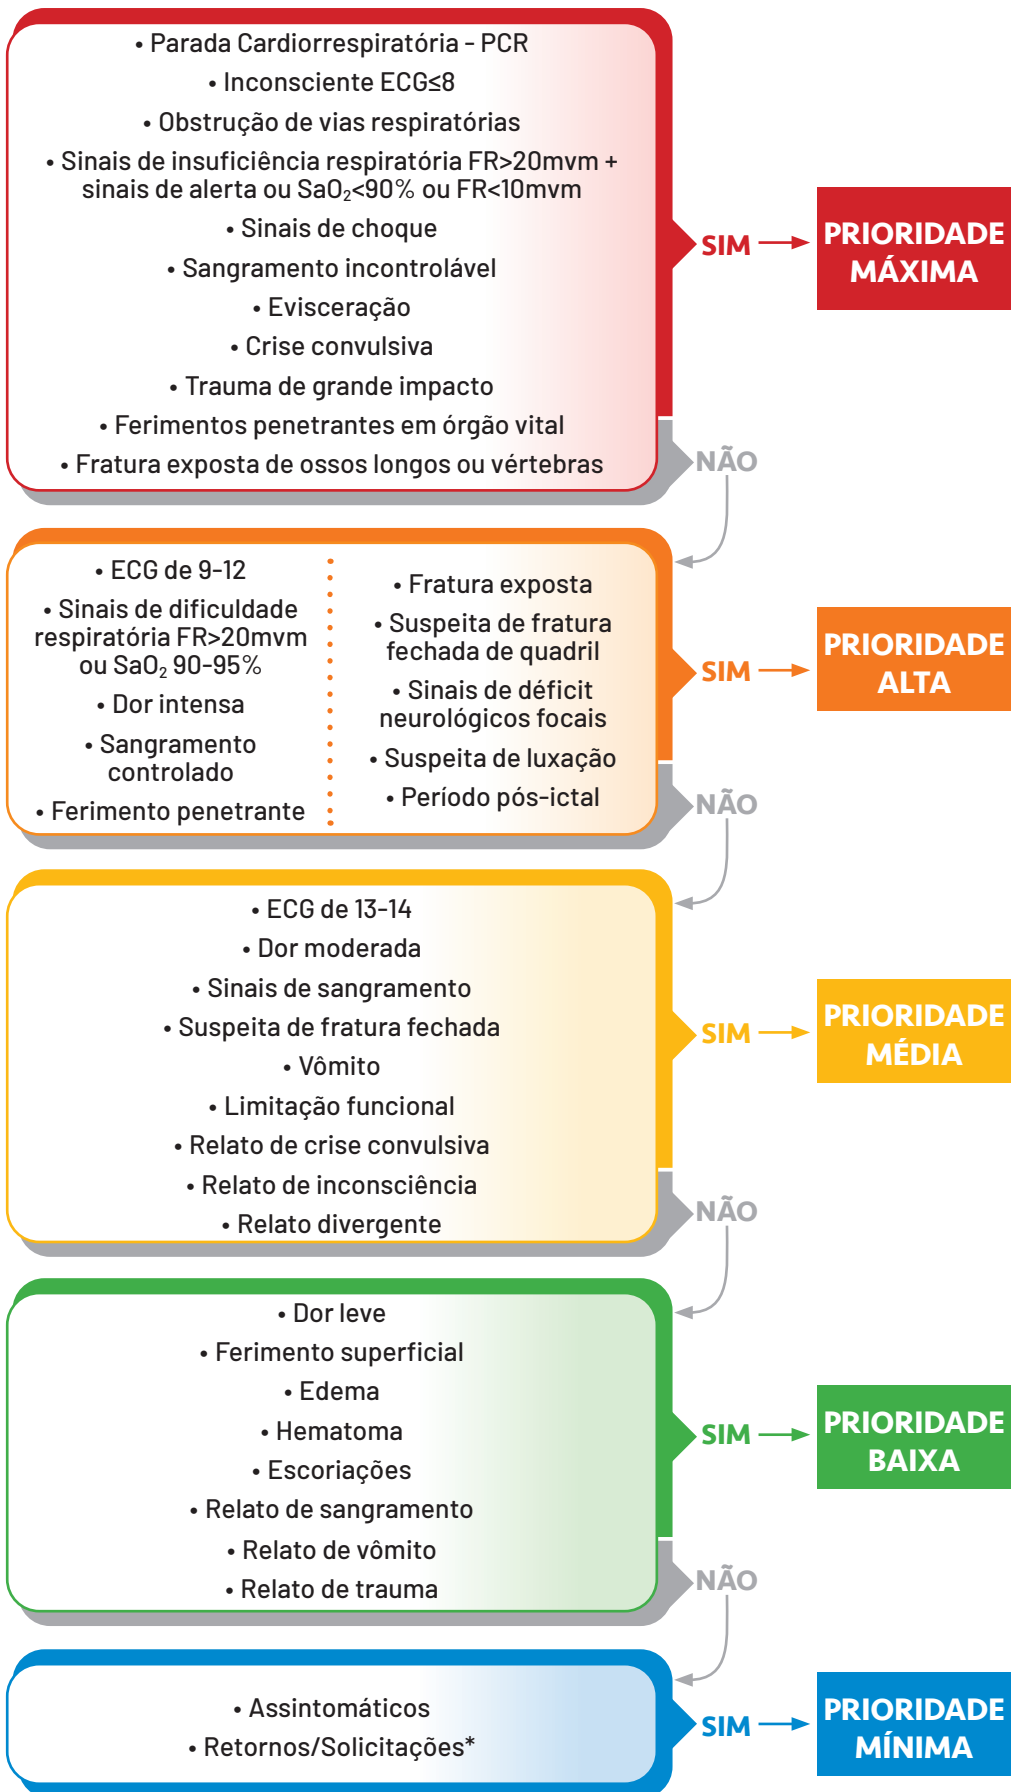 • Parada Cardiorrespiratória - PCR
• Inconsciente ECG≤8
• Obstrução de vias respiratórias
• Sinais de insuficiência respiratória FR>20mvm +
sinais de alerta ou SaO₂<90% ou FR<10mvm
• Sinais de choque
• Sangramento incontrolável
• Evisceração
• Crise convulsiva
• Trauma de grande impacto
• Ferimentos penetrantes em órgão vital
• Fratura exposta de ossos longos ou vértebras
SIM
PRIORIDADE
MÁXIMA
NÃO
• ECG de 9-12
• Sinais de dificuldade
respiratória FR>20mvm
ou SaO₂ 90-95%
• Dor intensa
• Sangramento
controlado
• Ferimento penetrante
• Fratura exposta
• Suspeita de fratura
fechada de quadril
• Sinais de déficit
neurológicos focais
• Suspeita de luxação
• Período pós-ictal
SIM
PRIORIDADE
ALTA
NÃO
• ECG de 13-14
• Dor moderada
• Sinais de sangramento
• Suspeita de fratura fechada
• Vômito
• Limitação funcional
• Relato de crise convulsiva
• Relato de inconsciência
• Relato divergente
SIM
PRIORIDADE
MÉDIA
NÃO
• Dor leve
• Ferimento superficial
• Edema
• Hematoma
• Escoriações
• Relato de sangramento
• Relato de vômito
• Relato de trauma
SIM
PRIORIDADE
BAIXA
NÃO
• Assintomáticos
• Retornos/Solicitações*
SIM
PRIORIDADE
MÍNIMA